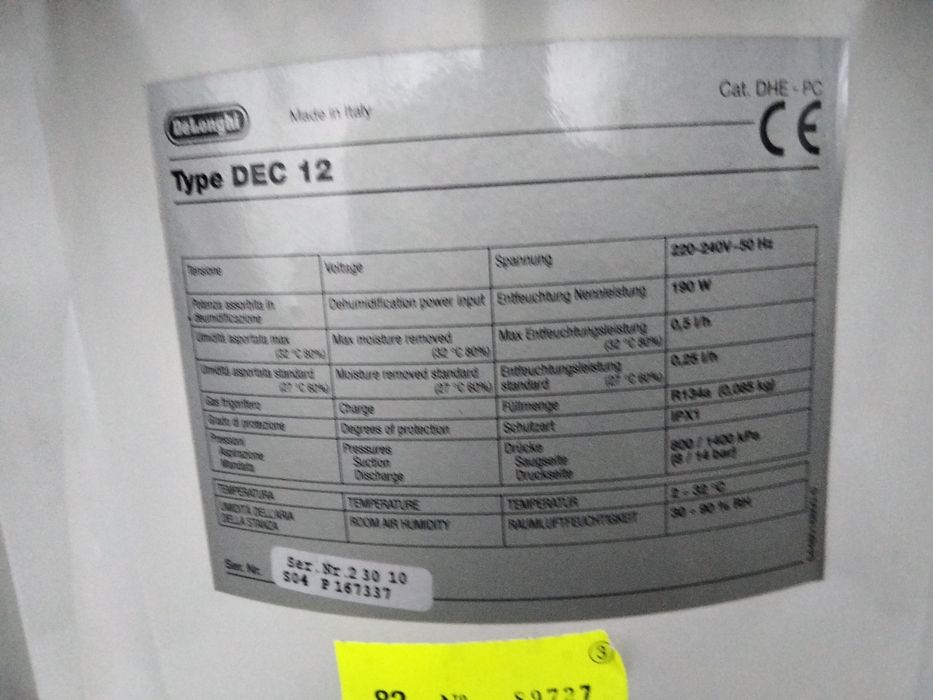 DeLonghi
Made in Italy
Cat. DHE - PC
CE
Type DEC 12
Tensione Voltage Spannung 220-240V~50 Hz
Potenza assorbita in deumidificazione Dehumidification power input Entfeuchtung Nennleistung 190 W
Umidità asportata max (32 °C 80%) Max moisture removed (32 °C 80%) Max Entfeuchtungsleistung (32 °C 80%) 0,5 l/h
Umidità asportata standard (27 °C 60%) Moisture removed standard (27 °C 60%) Entfeuchtungsleistung standard (27 °C 60%) 0,25 l/h
Gas frigorifero Charge Füllmenge R134a (0,085 kg)
Grado di protezione Degrees of protection Schutzart IPX1
Pressioni Pressures Drücke 800 / 1400 kPa
Aspirazione Suction Saugseite (8 / 14 bar)
Mandata Discharge Druckseite
TEMPERATURA TEMPERATURE TEMPERATUR 2 - 32 °C
UMIDITÀ DELL'ARIA DELLA STANZA ROOM AIR HUMIDITY RAUMLUFTFEUCHTIGKEIT 30 - 90 % RH
Ser. Nr.
Ser.Nr.2 30 10
S04 P 167337
3
82 No 89727